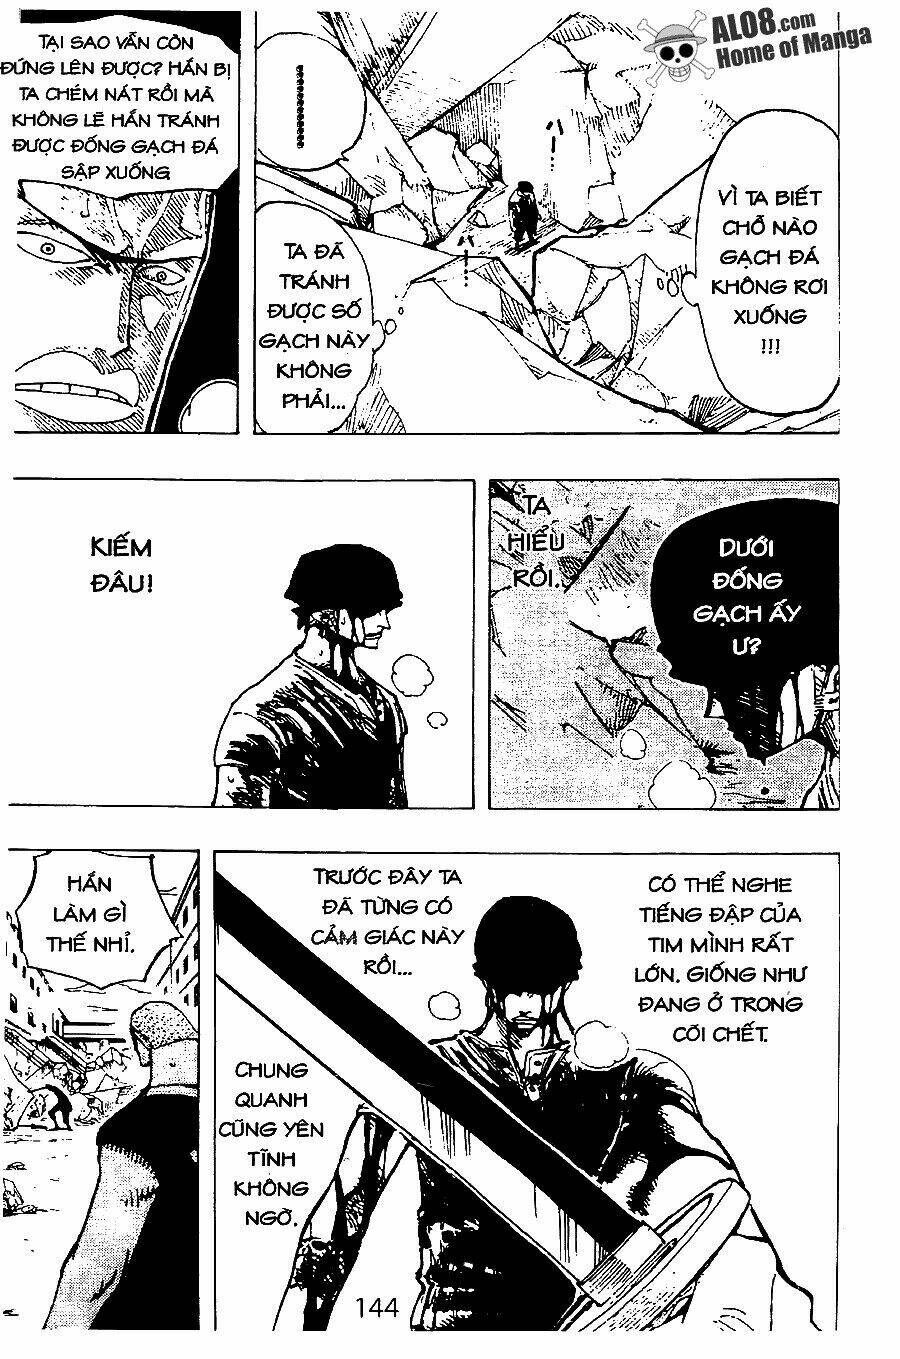 ALO8.com
Home of Manga
VÌ TA BIẾT
CHỖ NÀO
GẠCH ĐÁ
KHÔNG RƠI
XUỐNG
!!!
TA ĐÃ
TRÁNH
ĐƯỢC SỐ
GẠCH NÀY
KHÔNG
PHẢI...
TẠI SAO VẪN CÒN
ĐỨNG LÊN ĐƯỢC? HẮN BỊ
TA CHÉM NÁT RỒI MÀ
KHÔNG LẼ HẮN TRÁNH
ĐƯỢC ĐỐNG GẠCH ĐÁ
SẬP XUỐNG
DƯỚI
ĐỐNG
GẠCH ẤY
Ư?
TA
HIỂU
RỒI...
KIẾM
ĐÂU!
CÓ THỂ NGHE
TIẾNG ĐẬP CỦA
TIM MÌNH RẤT
LỚN. GIỐNG NHƯ
ĐANG Ở TRONG
CÕI CHẾT.
TRƯỚC ĐÂY TA
ĐÃ TỪNG CÓ
CẢM GIÁC NÀY
RỒI...
CHUNG
QUANH
CŨNG YÊN
TĨNH
KHÔNG
NGỜ.
HẮN
LÀM GÌ
THẾ NHỈ.
144